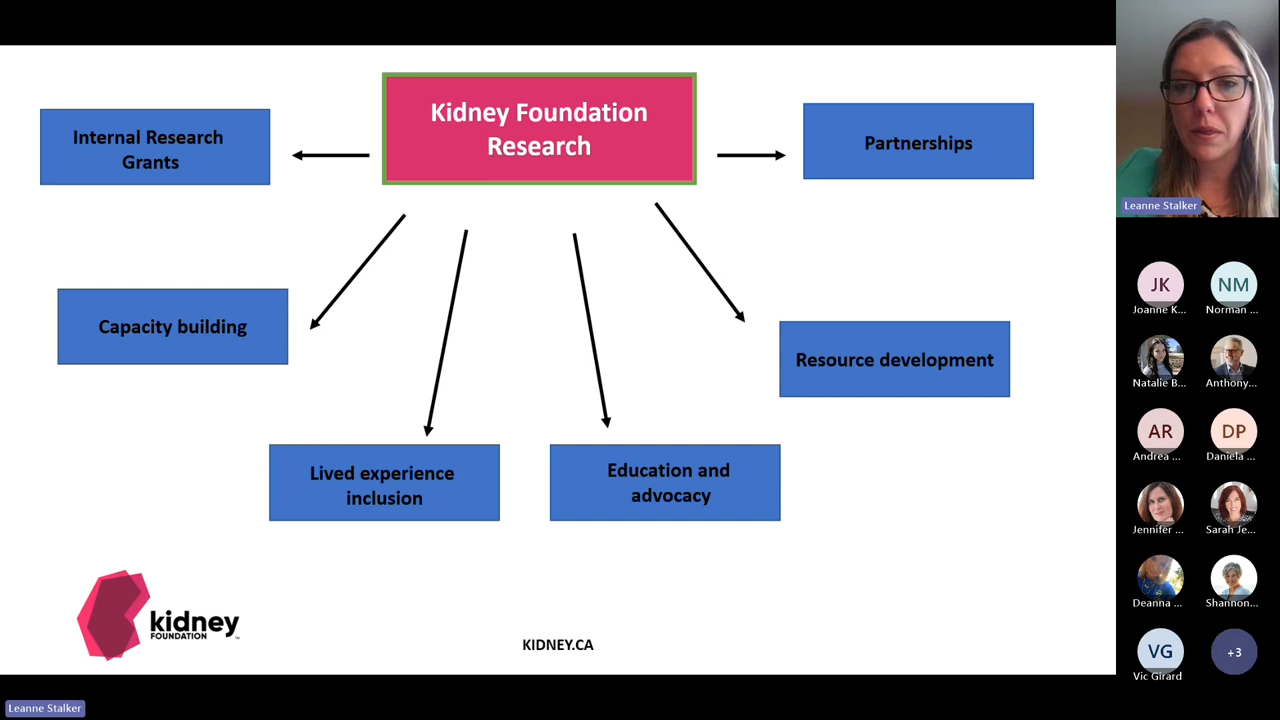 Kidney Foundation
Research
Internal Research
Grants
Partnerships
Capacity building
Resource development
Lived experience
inclusion
Education and
advocacy
kidney
FOUNDATION
KIDNEY.CA
Leanne Stalker
JK
NM
Joanne K...
Norman ...
Natalie B...
Anthony...
AR
DP
Andrea ...
Daniela ...
Jennifer ...
Sarah Je...
Deanna ...
Shannon...
VG
+3
Vic Girard
Leanne Stalker